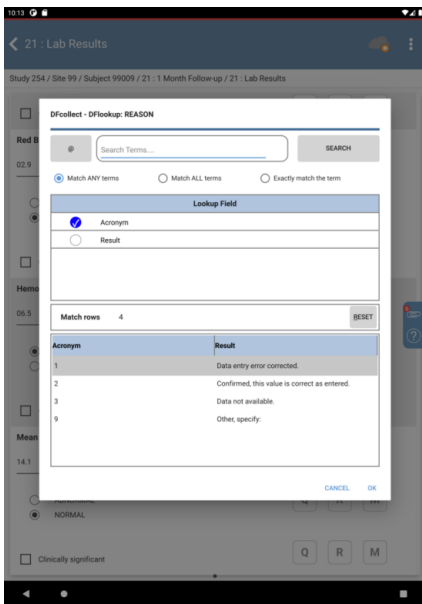 10:13
21 : Lab Results
Study 254 / Site 99 / Subject 99009 / 21 : 1 Month Follow-up / 21 : Lab Results
DFcollect - DFlookup: REASON
Red B
#
Search Terms....
SEARCH
02.9
Match ANY terms
Match ALL terms
Exactly match the term
Lookup Field
Acronym
Result
Hemo
06.5
Match rows 4
RESET
?
Acronym Result
1 Data entry error corrected.
2 Confirmed, this value is correct as entered.
3 Data not available.
9 Other, specify:
Mean
14.1
CANCEL OK
NORMAL
Clinically significant
Q R M